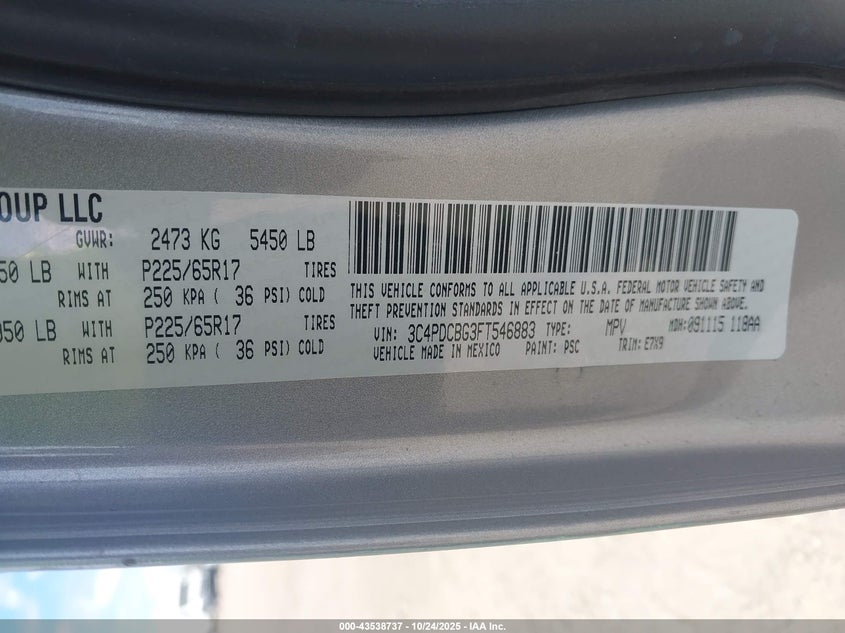 OUP LLC
GVWR: 2473 KG 5450 LB
50 LB WITH P225/65R17 TIRES
RIMS AT 250 KPA ( 36 PSI) COLD
050 LB WITH P225/65R17 TIRES
RIMS AT 250 KPA ( 36 PSI) COLD
THIS VEHICLE CONFORMS TO ALL APPLICABLE U.S.A. FEDERAL MOTOR VEHICLE SAFETY AND
THEFT PREVENTION STANDARDS IN EFFECT ON THE DATE OF MANUFACTURE SHOWN ABOVE.
VIN: 3C4PDCBG3FT546883 TYPE: MPV MDH: 091115 118AA
VEHICLE MADE IN MEXICO PAINT: PSC TRIM: E7X9
000-43538737 - 10/24/2025 - IAA Inc.